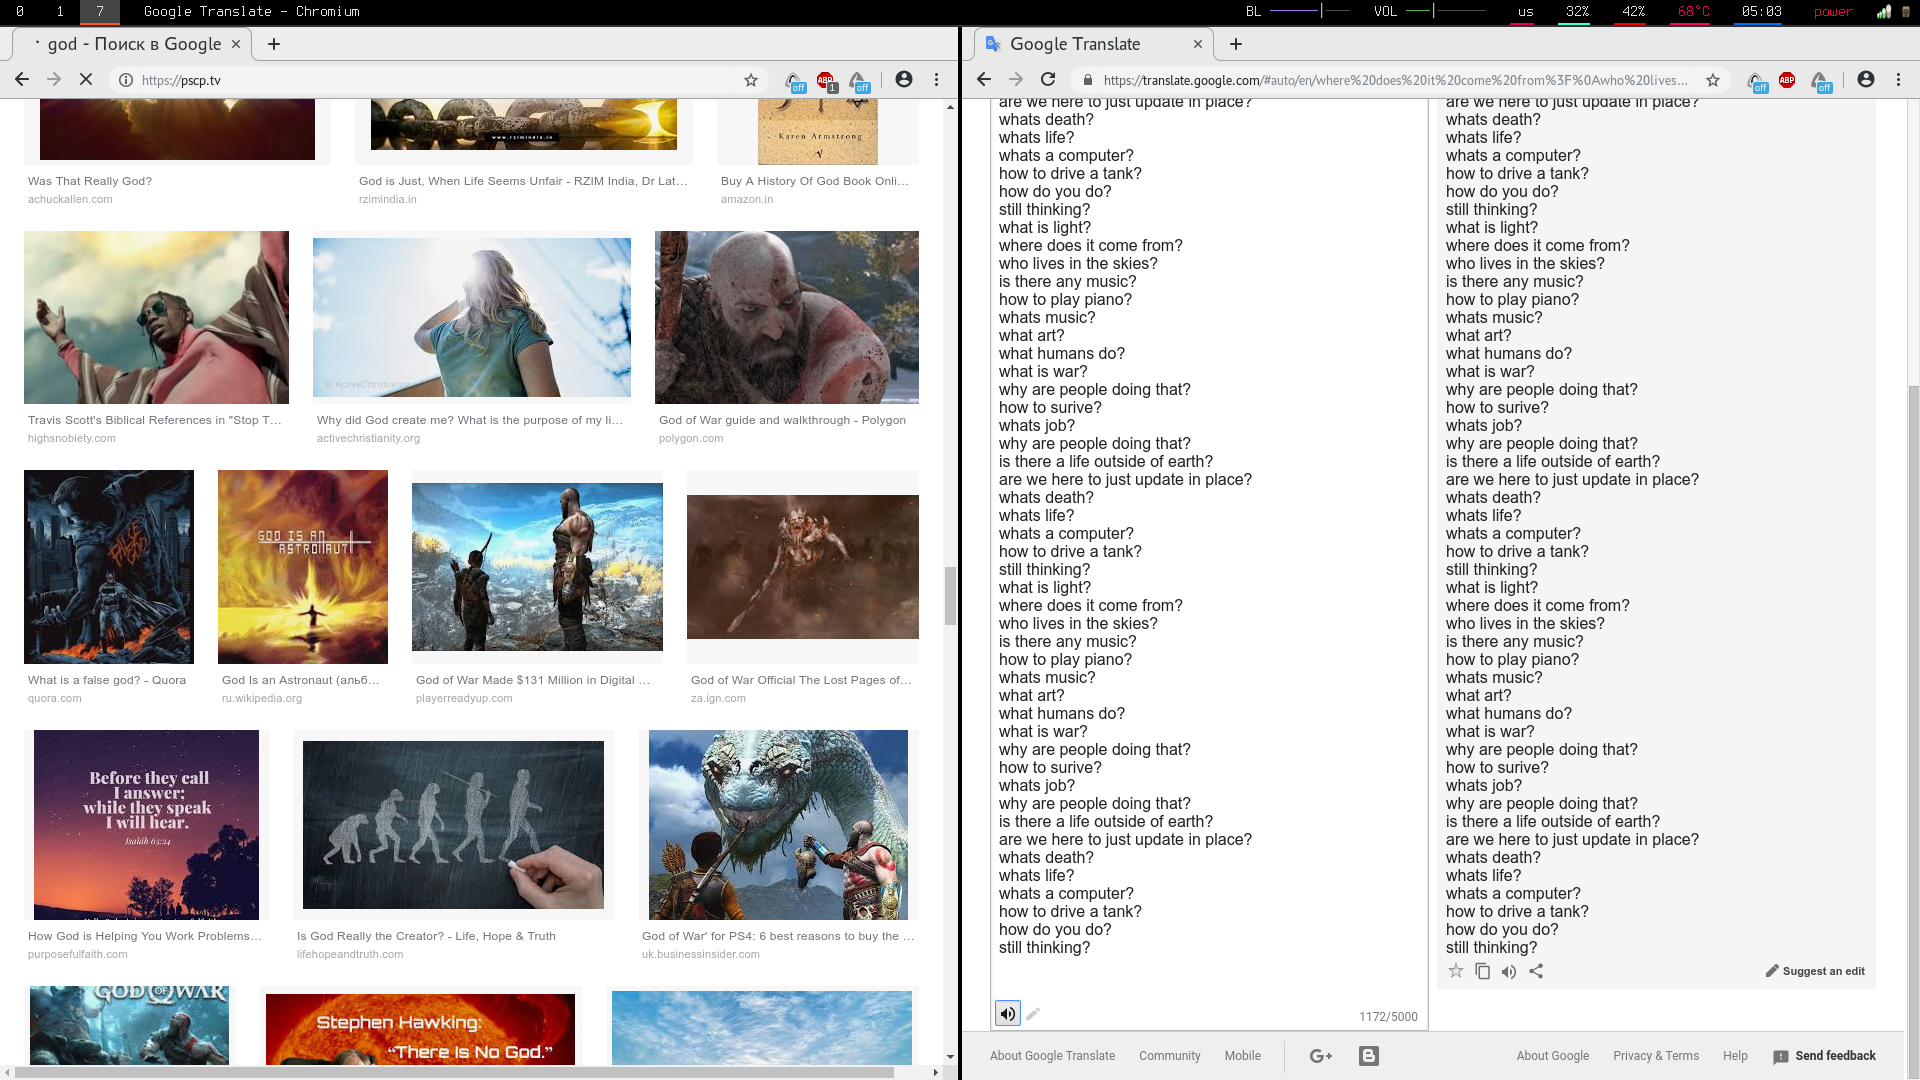 0 1 7 Google Translate - Chromium BL VOL us 32% 42% 68°C 05:03 power
god - Поиск в Google
https://pscp.tv
off 1 off
www.rzimindia.in
Karen Armstrong
Was That Really God?
achuckallen.com
God is Just, When Life Seems Unfair - RZIM India, Dr Lat...
rzimindia.in
Buy A History Of God Book Onli...
amazon.in
Travis Scott's Biblical References in "Stop T...
highsnobiety.com
Why did God create me? What is the purpose of my li...
activechristianity.org
God of War guide and walkthrough - Polygon
polygon.com
FALSE GOD
GOD IS AN
ASTRONAUT
What is a false god? - Quora
quora.com
God Is an Astronaut (альб...
ru.wikipedia.org
God of War Made $131 Million in Digital ...
playerreadyup.com
God of War Official The Lost Pages of...
za.ign.com
Before they call
I answer;
while they speak
I will hear.
Isaiah 65:24
How God is Helping You Work Problems...
purposefulfaith.com
Is God Really the Creator? - Life, Hope & Truth
lifehopeandtruth.com
God of War' for PS4: 6 best reasons to buy the ...
uk.businessinsider.com
GOD OF WAR
Stephen Hawking:
“There Is No God.”
Google Translate
https://translate.google.com/#auto/en/where%20does%20it%20come%20from%3F%0Awho%20lives...
off off
are we here to just update in place?
whats death?
whats life?
whats a computer?
how to drive a tank?
how do you do?
still thinking?
what is light?
where does it come from?
who lives in the skies?
is there any music?
how to play piano?
whats music?
what art?
what humans do?
what is war?
why are people doing that?
how to surive?
whats job?
why are people doing that?
is there a life outside of earth?
are we here to just update in place?
whats death?
whats life?
whats a computer?
how to drive a tank?
still thinking?
what is light?
where does it come from?
who lives in the skies?
is there any music?
how to play piano?
whats music?
what art?
what humans do?
what is war?
why are people doing that?
how to surive?
whats job?
why are people doing that?
is there a life outside of earth?
are we here to just update in place?
whats death?
whats life?
whats a computer?
how to drive a tank?
how do you do?
still thinking?
1172/5000
are we here to just update in place?
whats death?
whats life?
whats a computer?
how to drive a tank?
how do you do?
still thinking?
what is light?
where does it come from?
who lives in the skies?
is there any music?
how to play piano?
whats music?
what art?
what humans do?
what is war?
why are people doing that?
how to surive?
whats job?
why are people doing that?
is there a life outside of earth?
are we here to just update in place?
whats death?
whats life?
whats a computer?
how to drive a tank?
still thinking?
what is light?
where does it come from?
who lives in the skies?
is there any music?
how to play piano?
whats music?
what art?
what humans do?
what is war?
why are people doing that?
how to surive?
whats job?
why are people doing that?
is there a life outside of earth?
are we here to just update in place?
whats death?
whats life?
whats a computer?
how to drive a tank?
how do you do?
still thinking?
Suggest an edit
About Google Translate Community Mobile About Google Privacy & Terms Help Send feedback